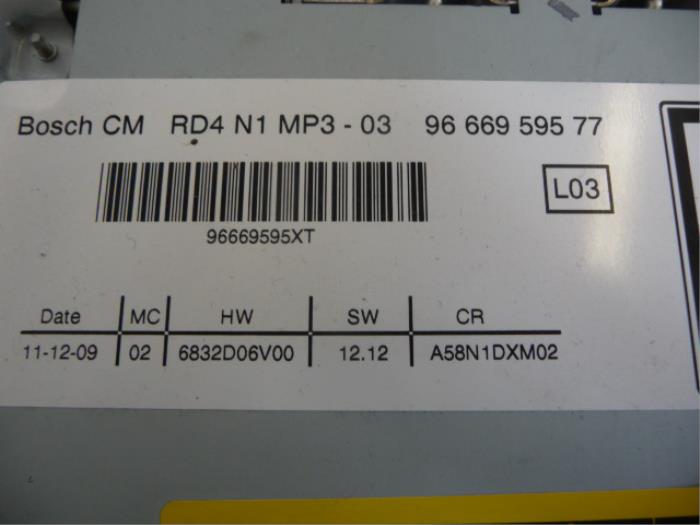 Bosch CM RD4 N1 MP3 - 03 96 669 595 77
L03
96669595XT
Date MC HW SW CR
11-12-09 02 6832D06V00 12.12 A58N1DXM02